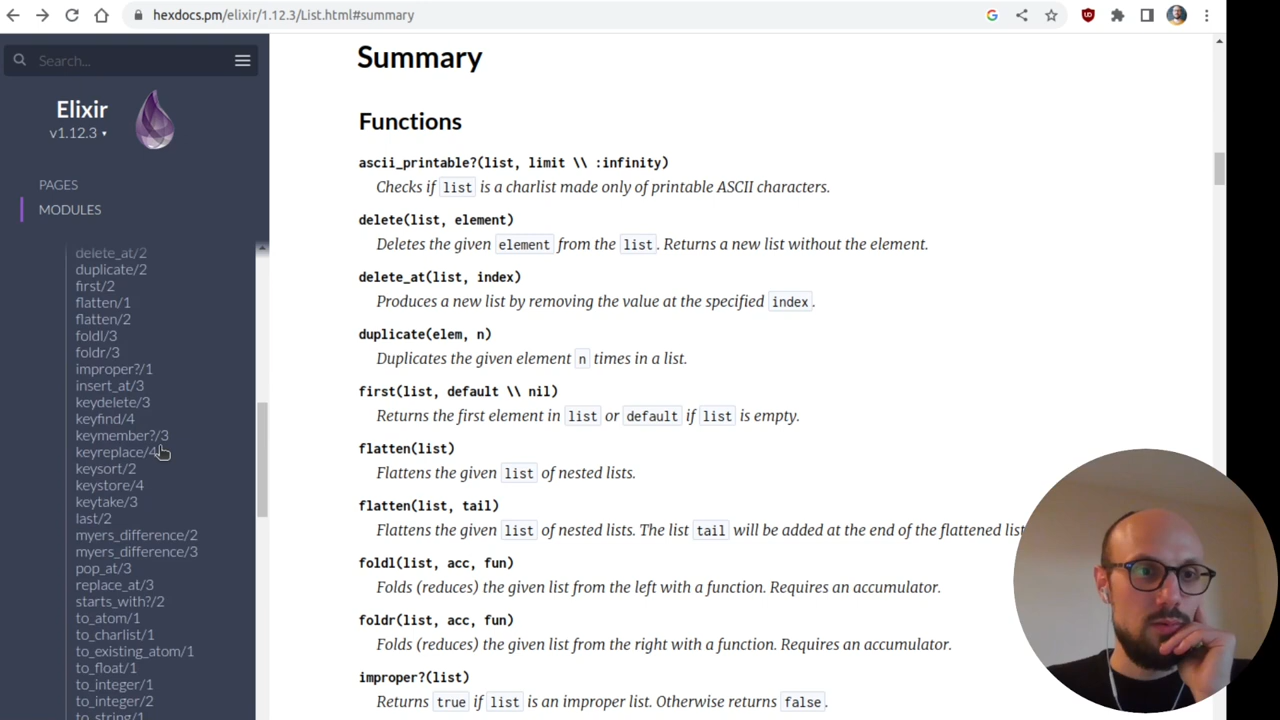 hexdocs.pm/elixir/1.12.3/List.html#summary
Search...
Elixir
v1.12.3
PAGES
MODULES
delete_at/2
duplicate/2
first/2
flatten/1
flatten/2
foldl/3
foldr/3
improper?/1
insert_at/3
keydelete/3
keyfind/4
keymember?/3
keyreplace/4
keysort/2
keystore/4
keytake/3
last/2
myers_difference/2
myers_difference/3
pop_at/3
replace_at/3
starts_with?/2
to_atom/1
to_charlist/1
to_existing_atom/1
to_float/1
to_integer/1
to_integer/2
to_string/1
Summary
Functions
ascii_printable?(list, limit \\ :infinity)
Checks if list is a charlist made only of printable ASCII characters.
delete(list, element)
Deletes the given element from the list. Returns a new list without the element.
delete_at(list, index)
Produces a new list by removing the value at the specified index.
duplicate(elem, n)
Duplicates the given element n times in a list.
first(list, default \\ nil)
Returns the first element in list or default if list is empty.
flatten(list)
Flattens the given list of nested lists.
flatten(list, tail)
Flattens the given list of nested lists. The list tail will be added at the end of the flattened list
foldl(list, acc, fun)
Folds (reduces) the given list from the left with a function. Requires an accumulator.
foldr(list, acc, fun)
Folds (reduces) the given list from the right with a function. Requires an accumulator.
improper?(list)
Returns true if list is an improper list. Otherwise returns false.